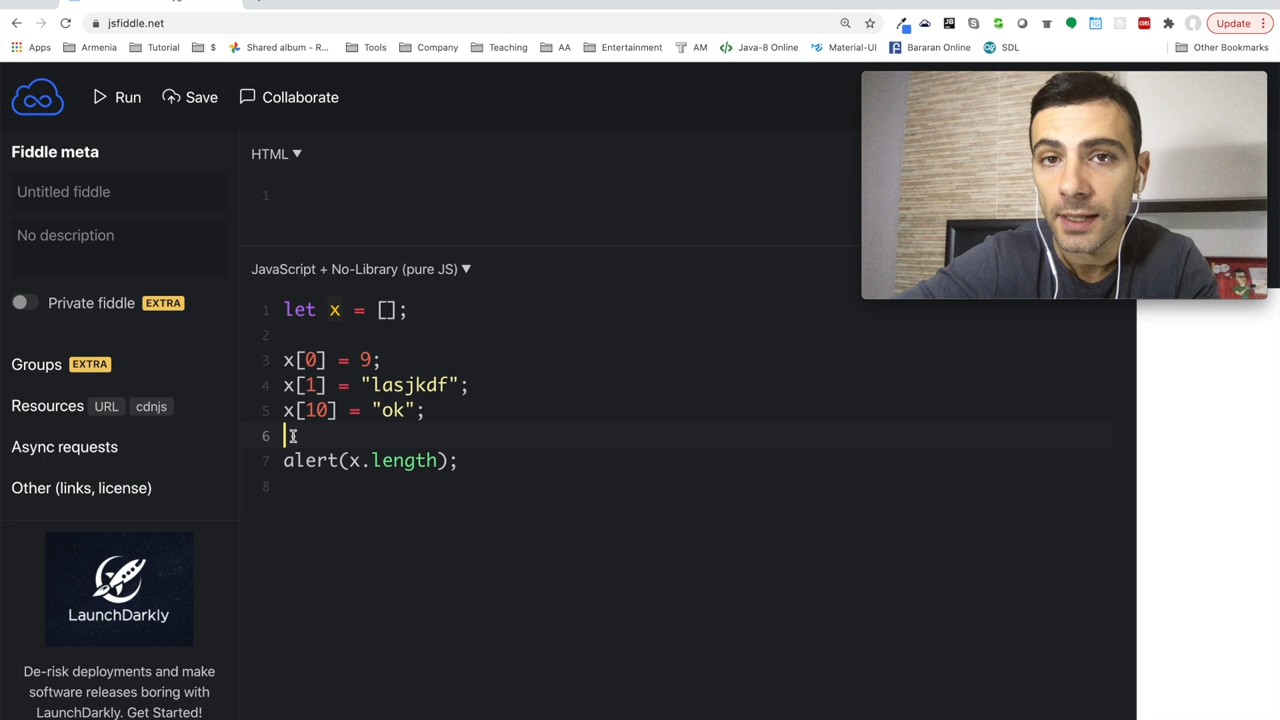 jsfiddle.net
Update
Apps Armenia Tutorial $ Shared album - R... Tools Company Teaching AA Entertainment AM Java-8 Online Material-UI Bararan Online SDL Other Bookmarks
Run Save Collaborate
Fiddle meta
Untitled fiddle
No description
Private fiddle EXTRA
Groups EXTRA
Resources URL cdnjs
Async requests
Other (links, license)
LaunchDarkly
De-risk deployments and make
software releases boring with
LaunchDarkly. Get Started!
HTML ▼
1
JavaScript + No-Library (pure JS) ▼
1 let x = [];
2
3 x[0] = 9;
4 x[1] = "lasjkdf";
5 x[10] = "ok";
6
7 alert(x.length);
8